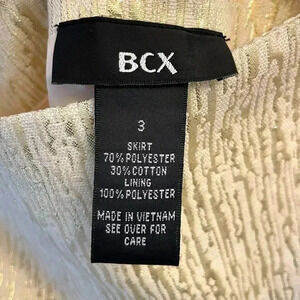 BCX
3
SKIRT
70% POLYESTER
30% COTTON
LINING
100% POLYESTER
MADE IN VIETNAM
SEE OVER FOR
CARE